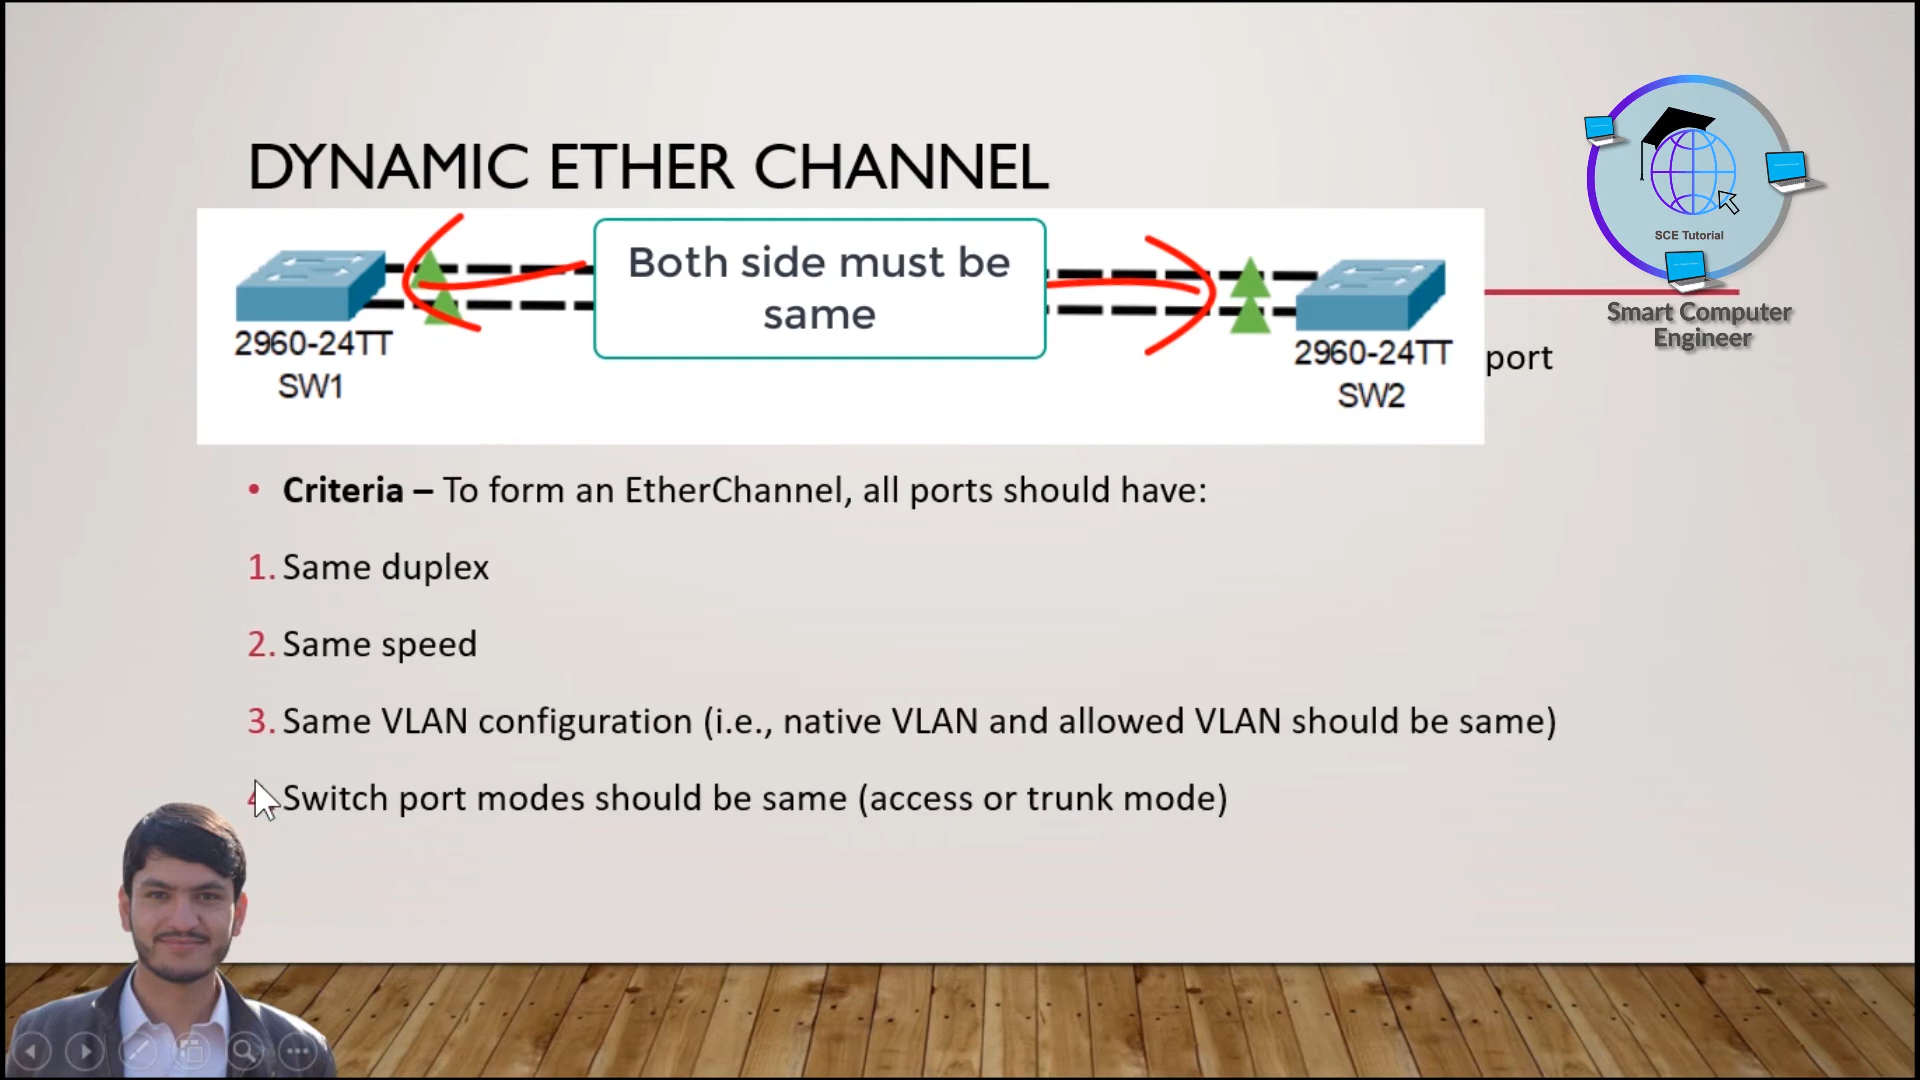 DYNAMIC ETHER CHANNEL
Both side must be
same
2960-24TT
SW1
2960-24TT
SW2
SCE Tutorial
Smart Computer
Engineer
port
• Criteria – To form an EtherChannel, all ports should have:
1. Same duplex
2. Same speed
3. Same VLAN configuration (i.e., native VLAN and allowed VLAN should be same)
Switch port modes should be same (access or trunk mode)